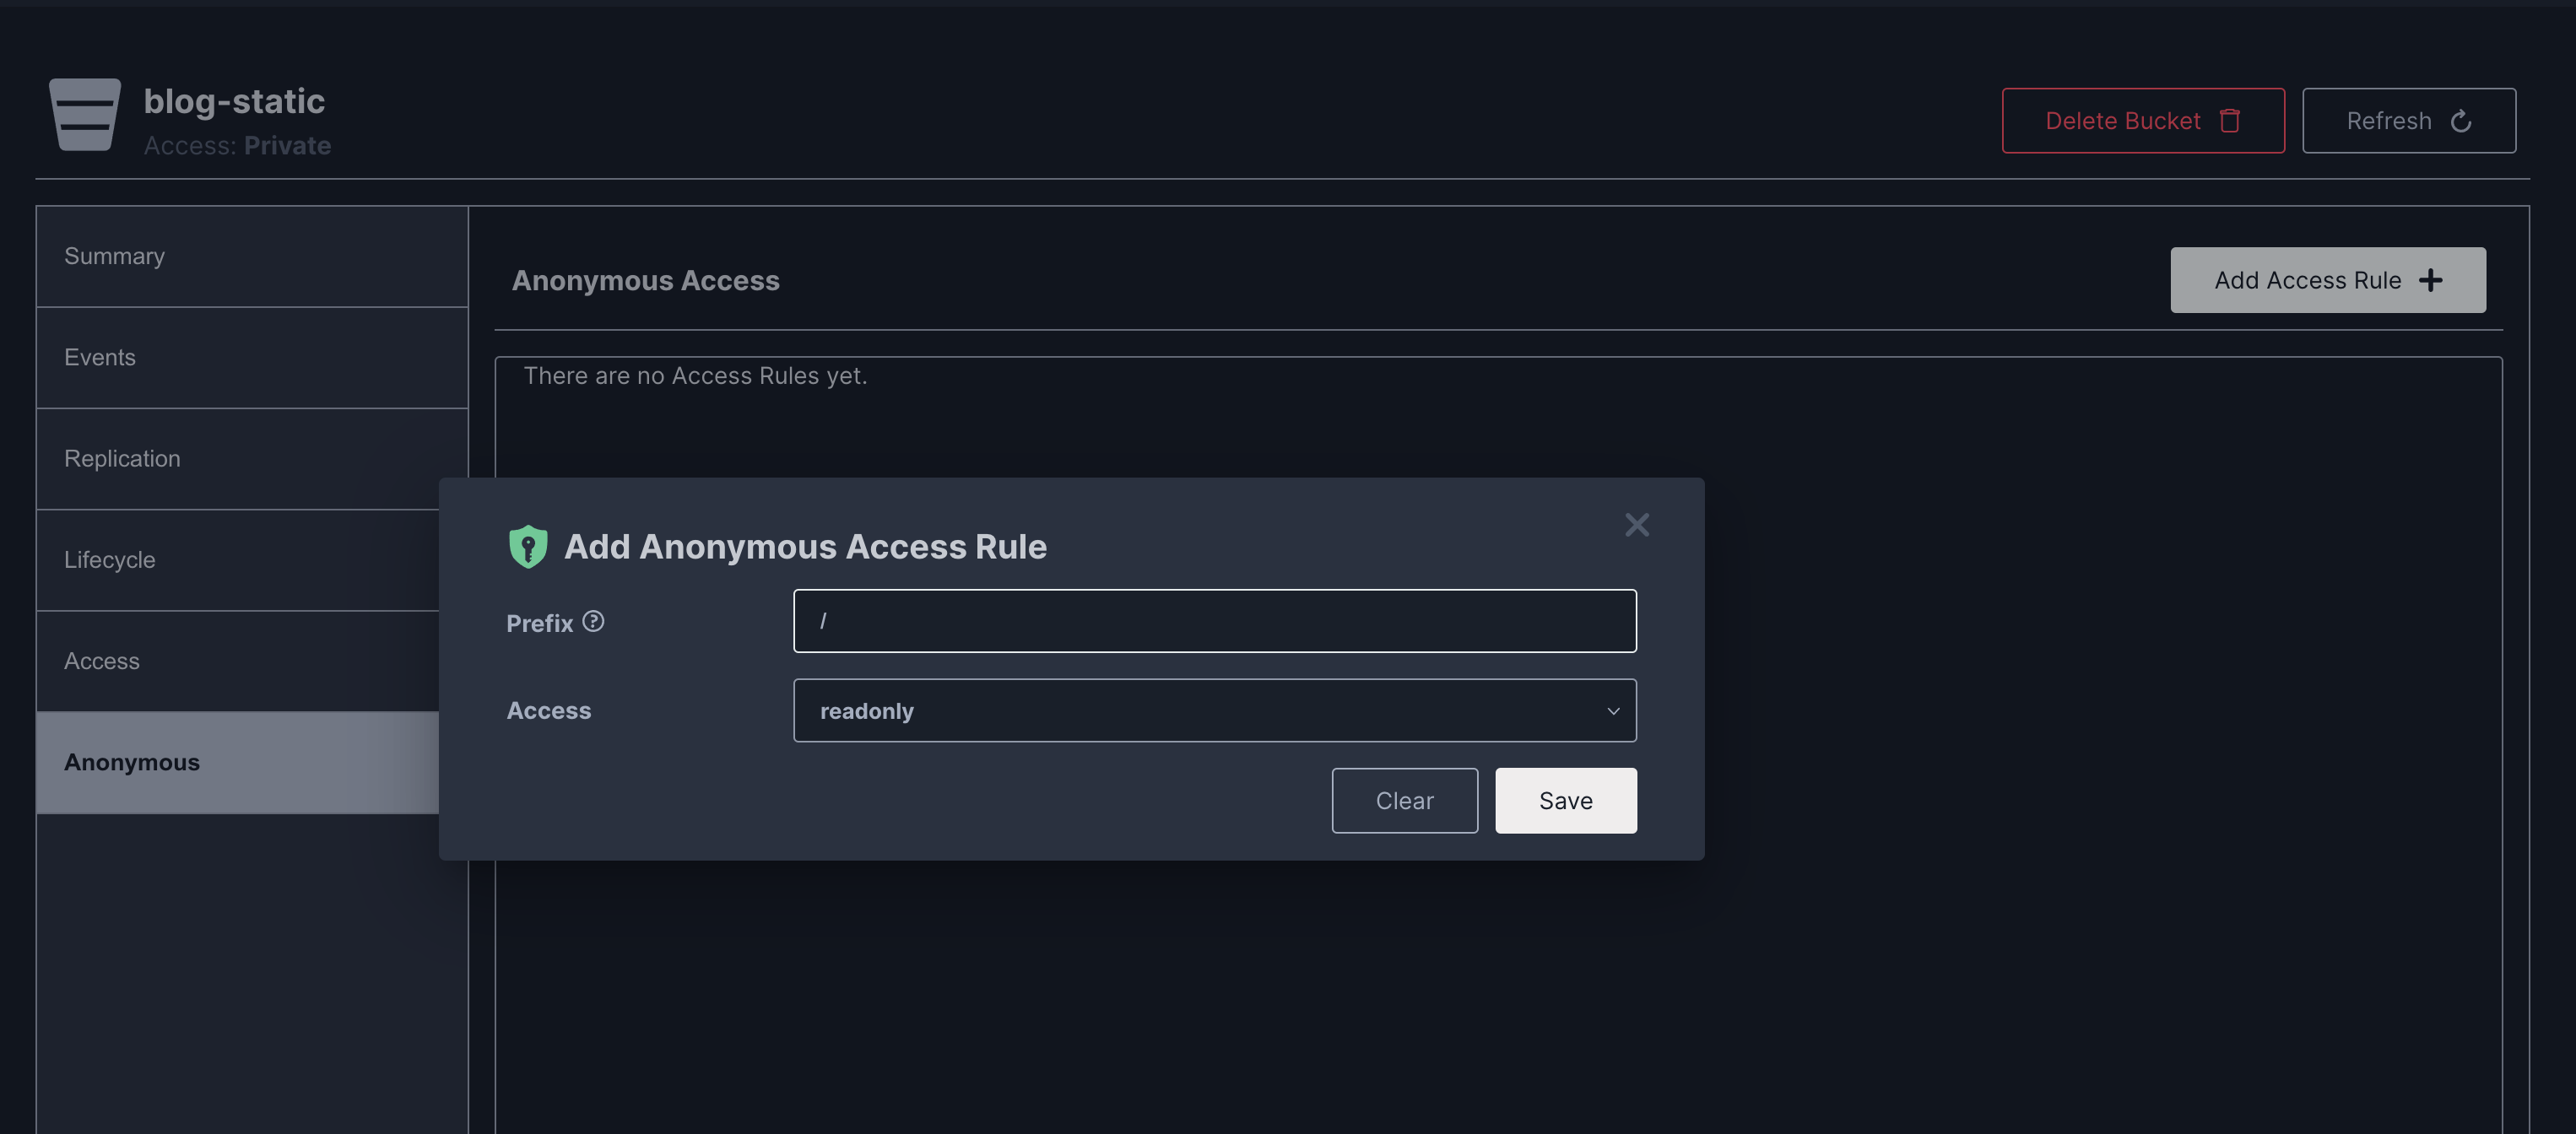 blog-static
Access: Private
Delete Bucket
Refresh
Summary
Events
Replication
Lifecycle
Access
Anonymous
Anonymous Access
Add Access Rule
There are no Access Rules yet.
Add Anonymous Access Rule
Prefix
/
Access
readonly
Clear
Save